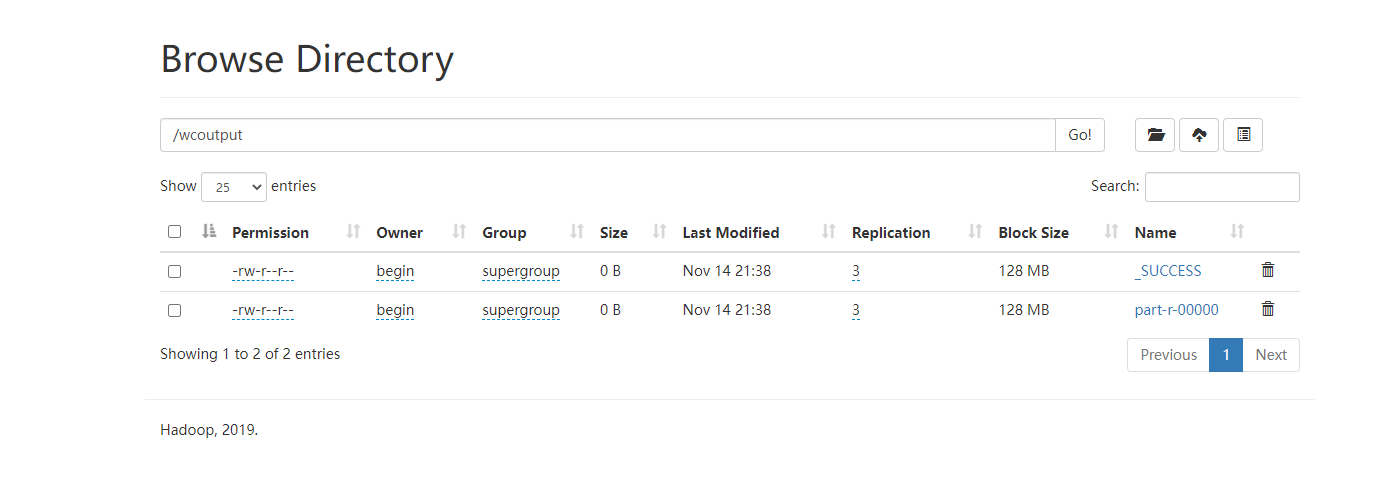 Browse Directory
/wcoutput Go!
Show 25 entries Search:
Permission Owner Group Size Last Modified Replication Block Size Name
-rw-r--r-- begin supergroup 0 B Nov 14 21:38 3 128 MB _SUCCESS
-rw-r--r-- begin supergroup 0 B Nov 14 21:38 3 128 MB part-r-00000
Showing 1 to 2 of 2 entries Previous 1 Next
Hadoop, 2019.